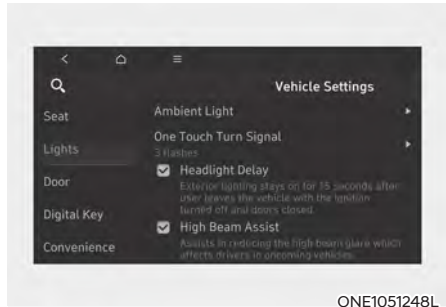 Vehicle Settings
Seat
Lights
Door
Digital Key
Convenience
Ambient Light
One Touch Turn Signal
3 flashes
Headlight Delay
Exterior lighting stays on for 15 seconds after
user leaves the vehicle with the ignition
turned off and doors closed.
High Beam Assist
Assists in reducing the high beam glare which
affects drivers in oncoming vehicles.
ONE1051248L